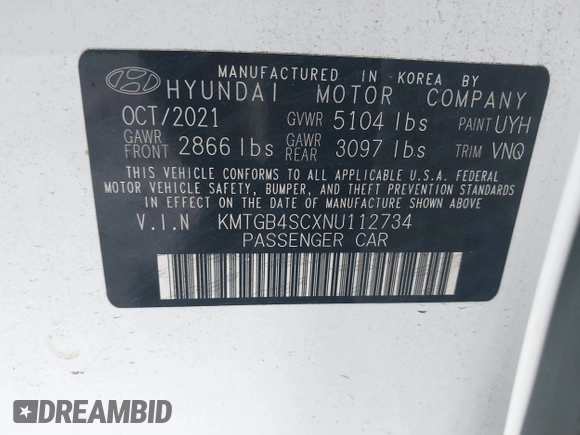 MANUFACTURED IN KOREA BY
HYUNDAI MOTOR COMPANY
OCT/2021 GVWR 5104 lbs PAINT UYH
GAWR FRONT 2866 lbs GAWR REAR 3097 lbs TRIM VNQ
THIS VEHICLE CONFORMS TO ALL APPLICABLE U.S.A. FEDERAL
MOTOR VEHICLE SAFETY, BUMPER, AND THEFT PREVENTION STANDARDS
IN EFFECT ON THE DATE OF MANUFACTURE SHOWN ABOVE.
V.I.N KMTGB4SCXNU112734
PASSENGER CAR
DREAMBID